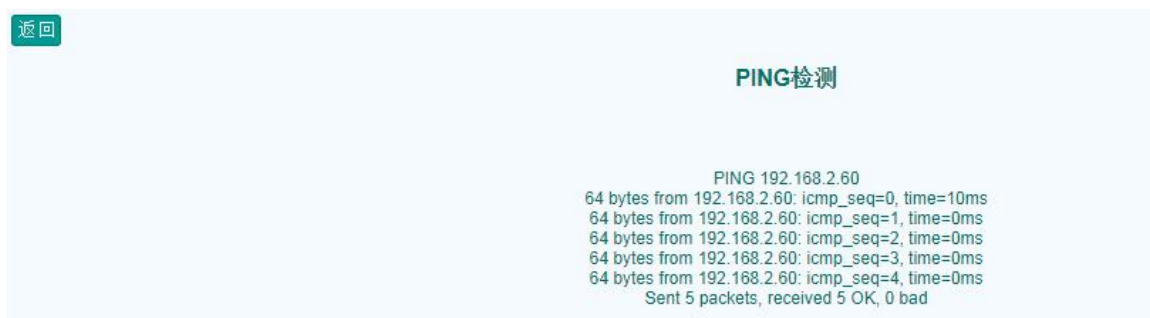 返回
PING检测
PING 192.168.2.60
64 bytes from 192.168.2.60: icmp_seq=0, time=10ms
64 bytes from 192.168.2.60: icmp_seq=1, time=0ms
64 bytes from 192.168.2.60: icmp_seq=2, time=0ms
64 bytes from 192.168.2.60: icmp_seq=3, time=0ms
64 bytes from 192.168.2.60: icmp_seq=4, time=0ms
Sent 5 packets, received 5 OK, 0 bad